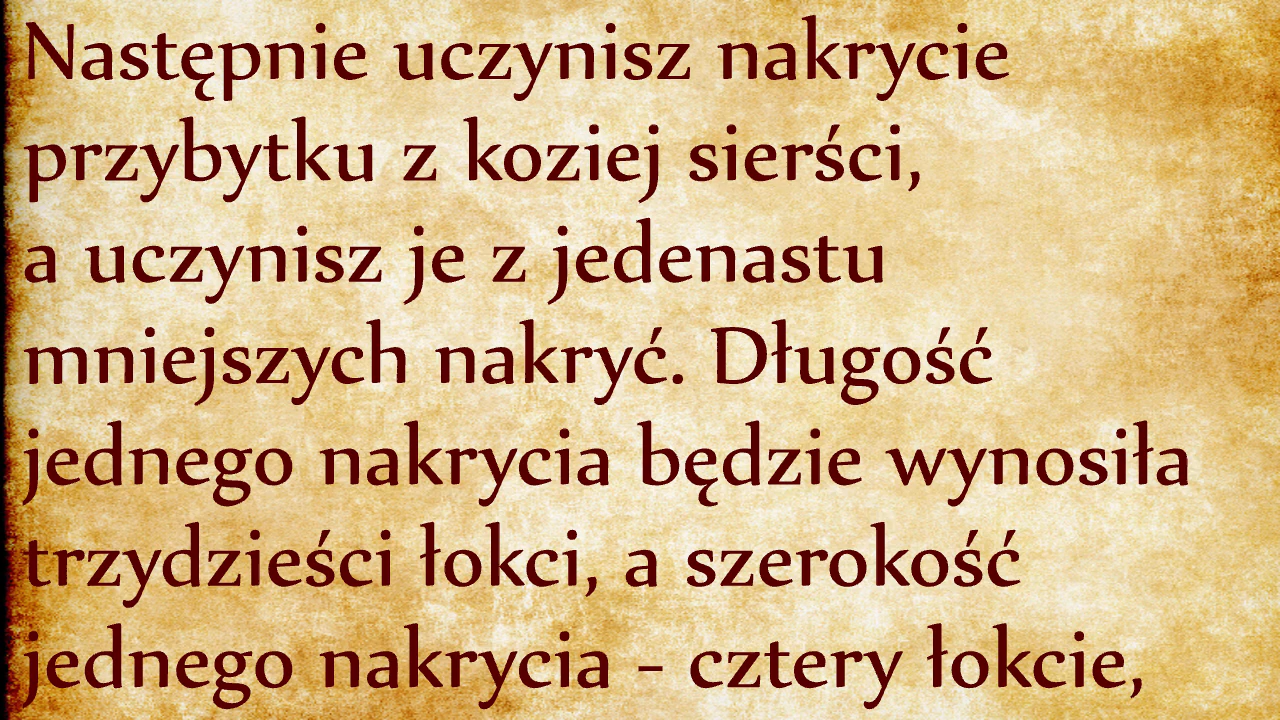 Następnie uczynisz nakrycie
przybytku z koziej sierści,
a uczynisz je z jedenastu
mniejszych nakryć. Długość
jednego nakrycia będzie wynosiła
trzydzieści łokci, a szerokość
jednego nakrycia - cztery łokcie,